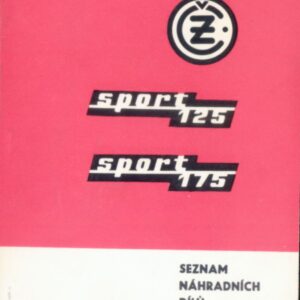 ČZ
sport
125
sport
175
SEZNAM
NÁHRADNÍCH